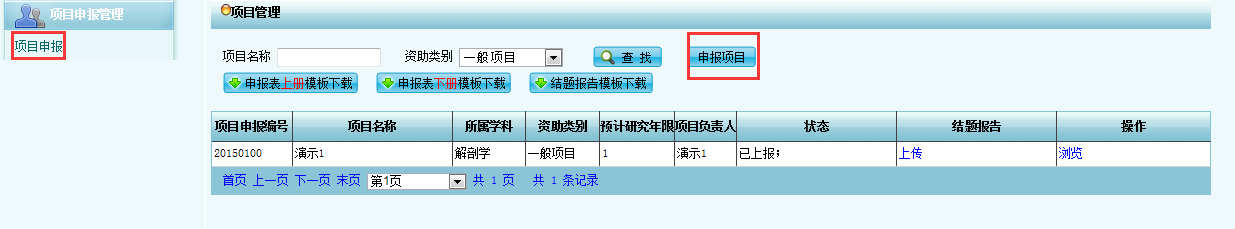 项目申报管理
项目申报
项目管理
项目名称 资助类别 一般项目 查 找 申报项目
申报表上册模板下载 申报表下册模板下载 结题报告模板下载
项目申报编号 项目名称 所属学科 资助类别 预计研究年限 项目负责人 状态 结题报告 操作
20150100 演示1 解剖学 一般项目 1 演示1 已上报; 上传 浏览
首页 上一页 下一页 末页 第1页 共 1 页 共 1 条记录